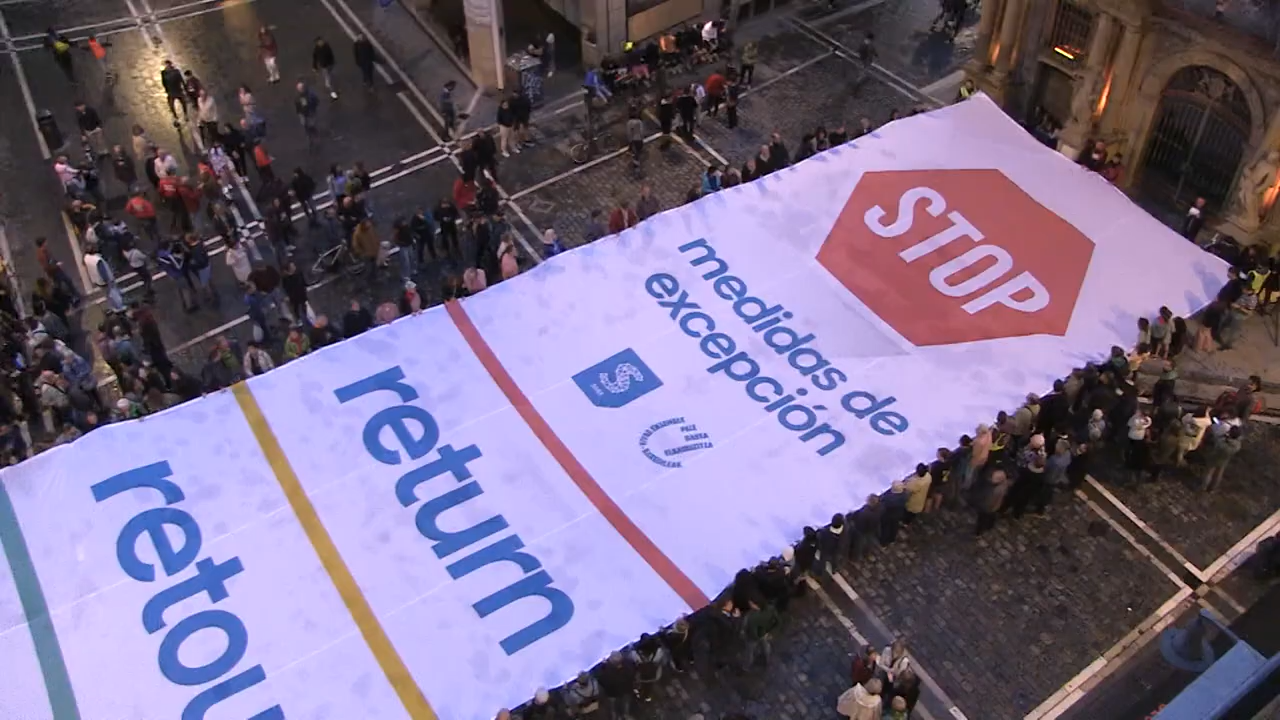 STOP
medidas de
excepción
return
retou